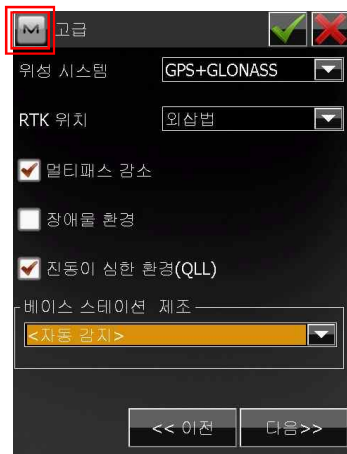 M 고급
위성 시스템 GPS+GLONASS
RTK 위치 외삽법
멀티패스 감소
장애물 환경
진동이 심한 환경(QLL)
베이스 스테이션 제조
<자동 감지>
<< 이전 다음>>